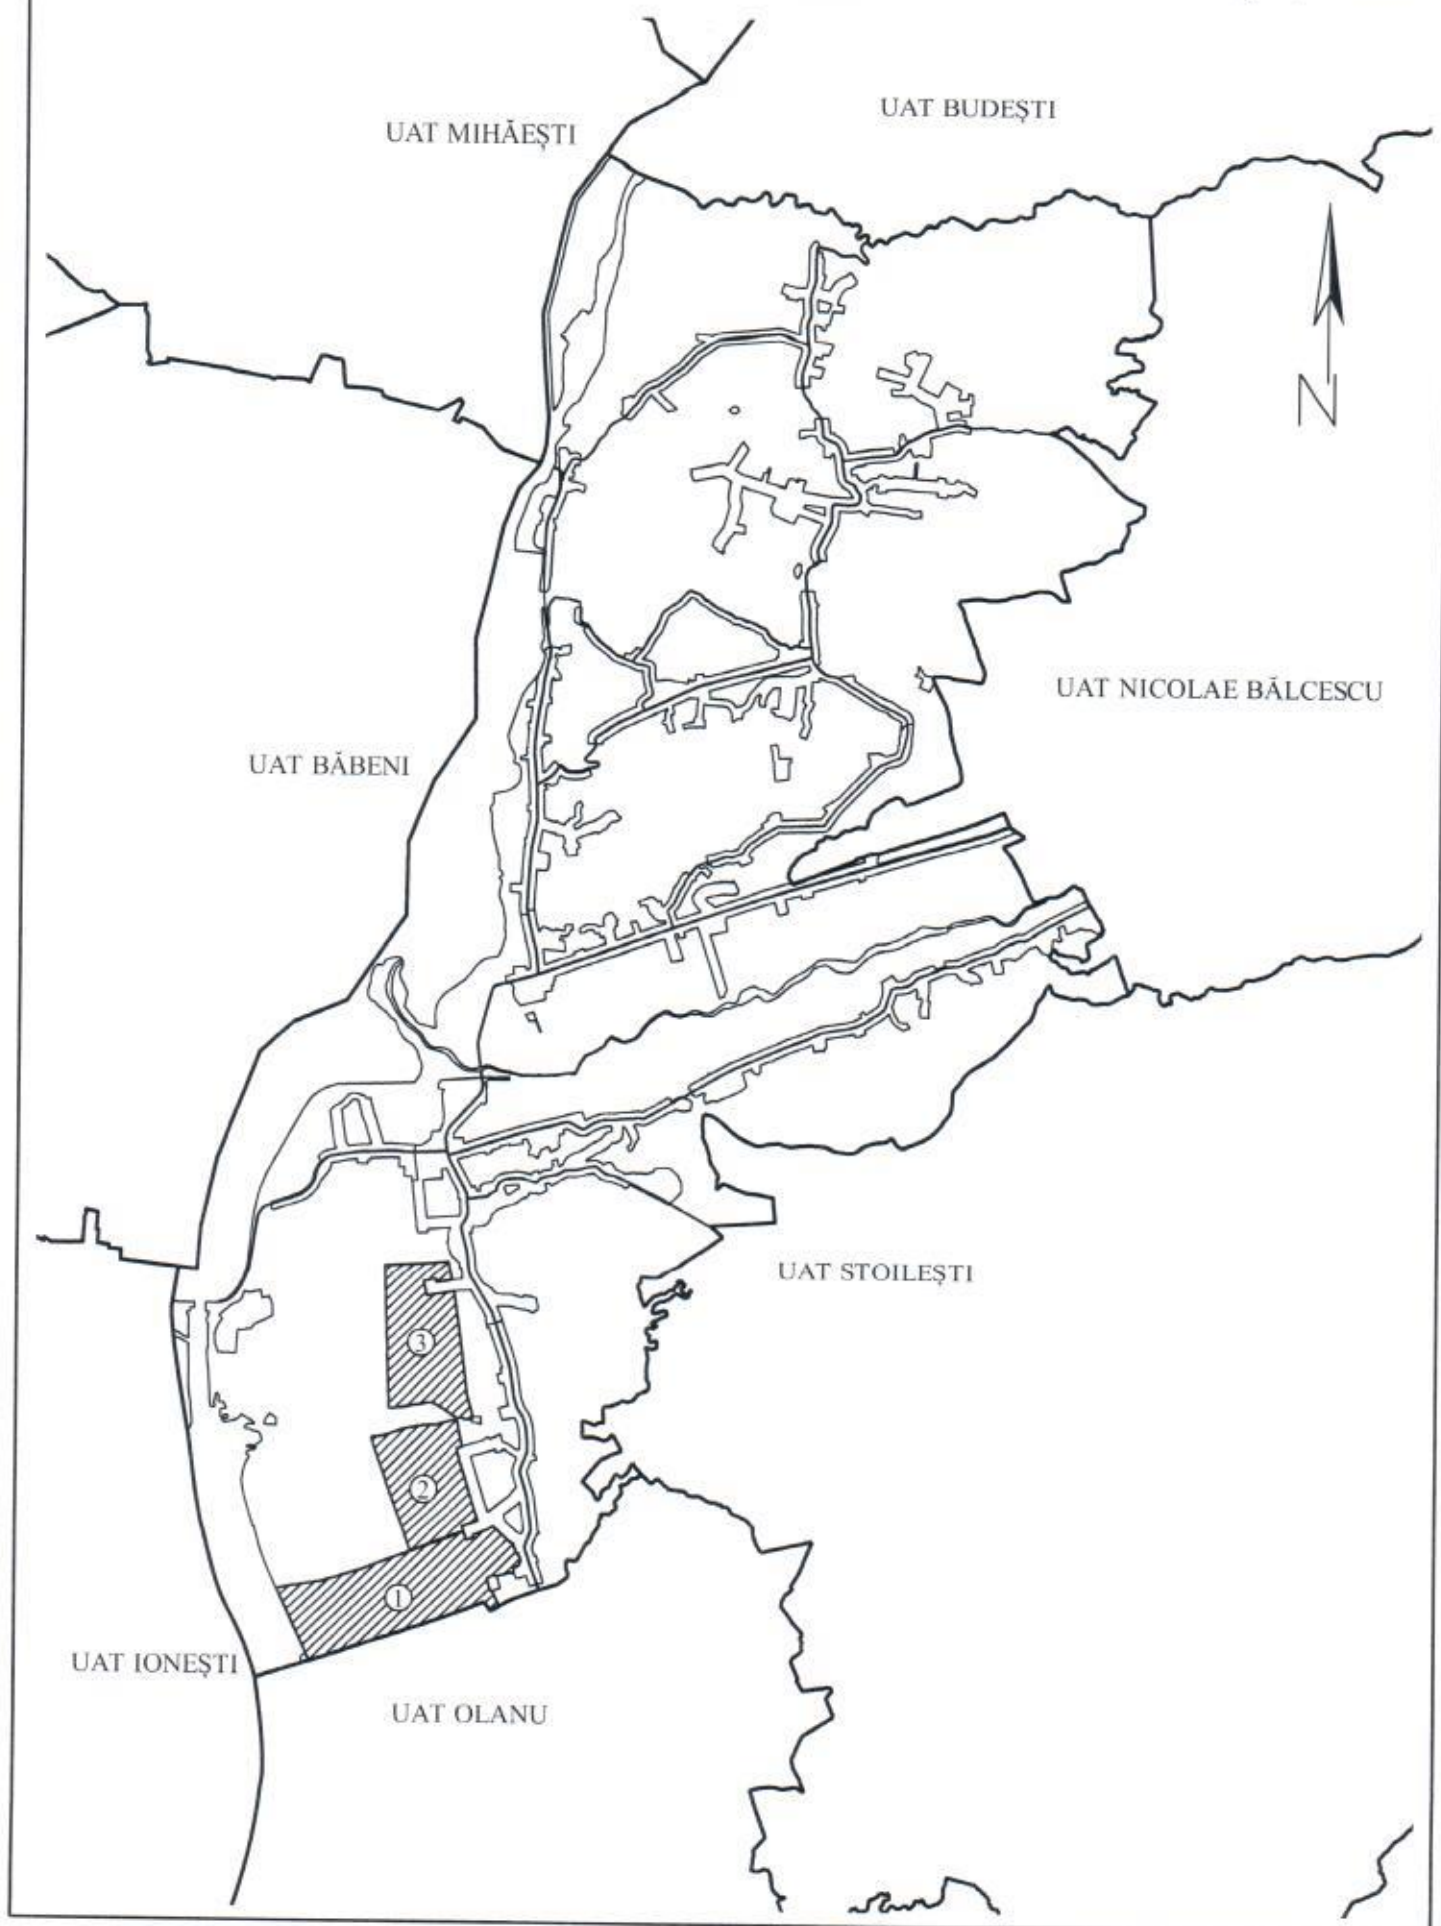 UAT BUDEȘTI
UAT MIHĂEȘTI
N
UAT NICOLAE BĂLCESCU
UAT BĂBENI
UAT STOILEȘTI
3
2
1
UAT IONEȘTI
UAT OLANU